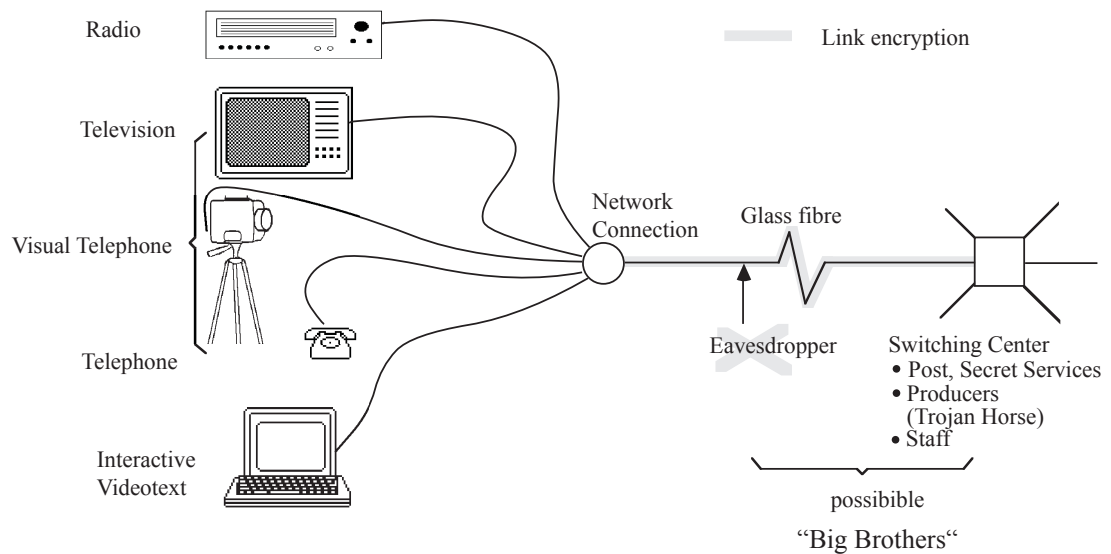 Radio
Link encryption
Television
Network
Connection
Glass fibre
Visual Telephone
Telephone
Eavesdropper
Switching Center
• Post, Secret Services
• Producers
(Trojan Horse)
• Staff
Interactive
Videotext
possibible
“Big Brothers“